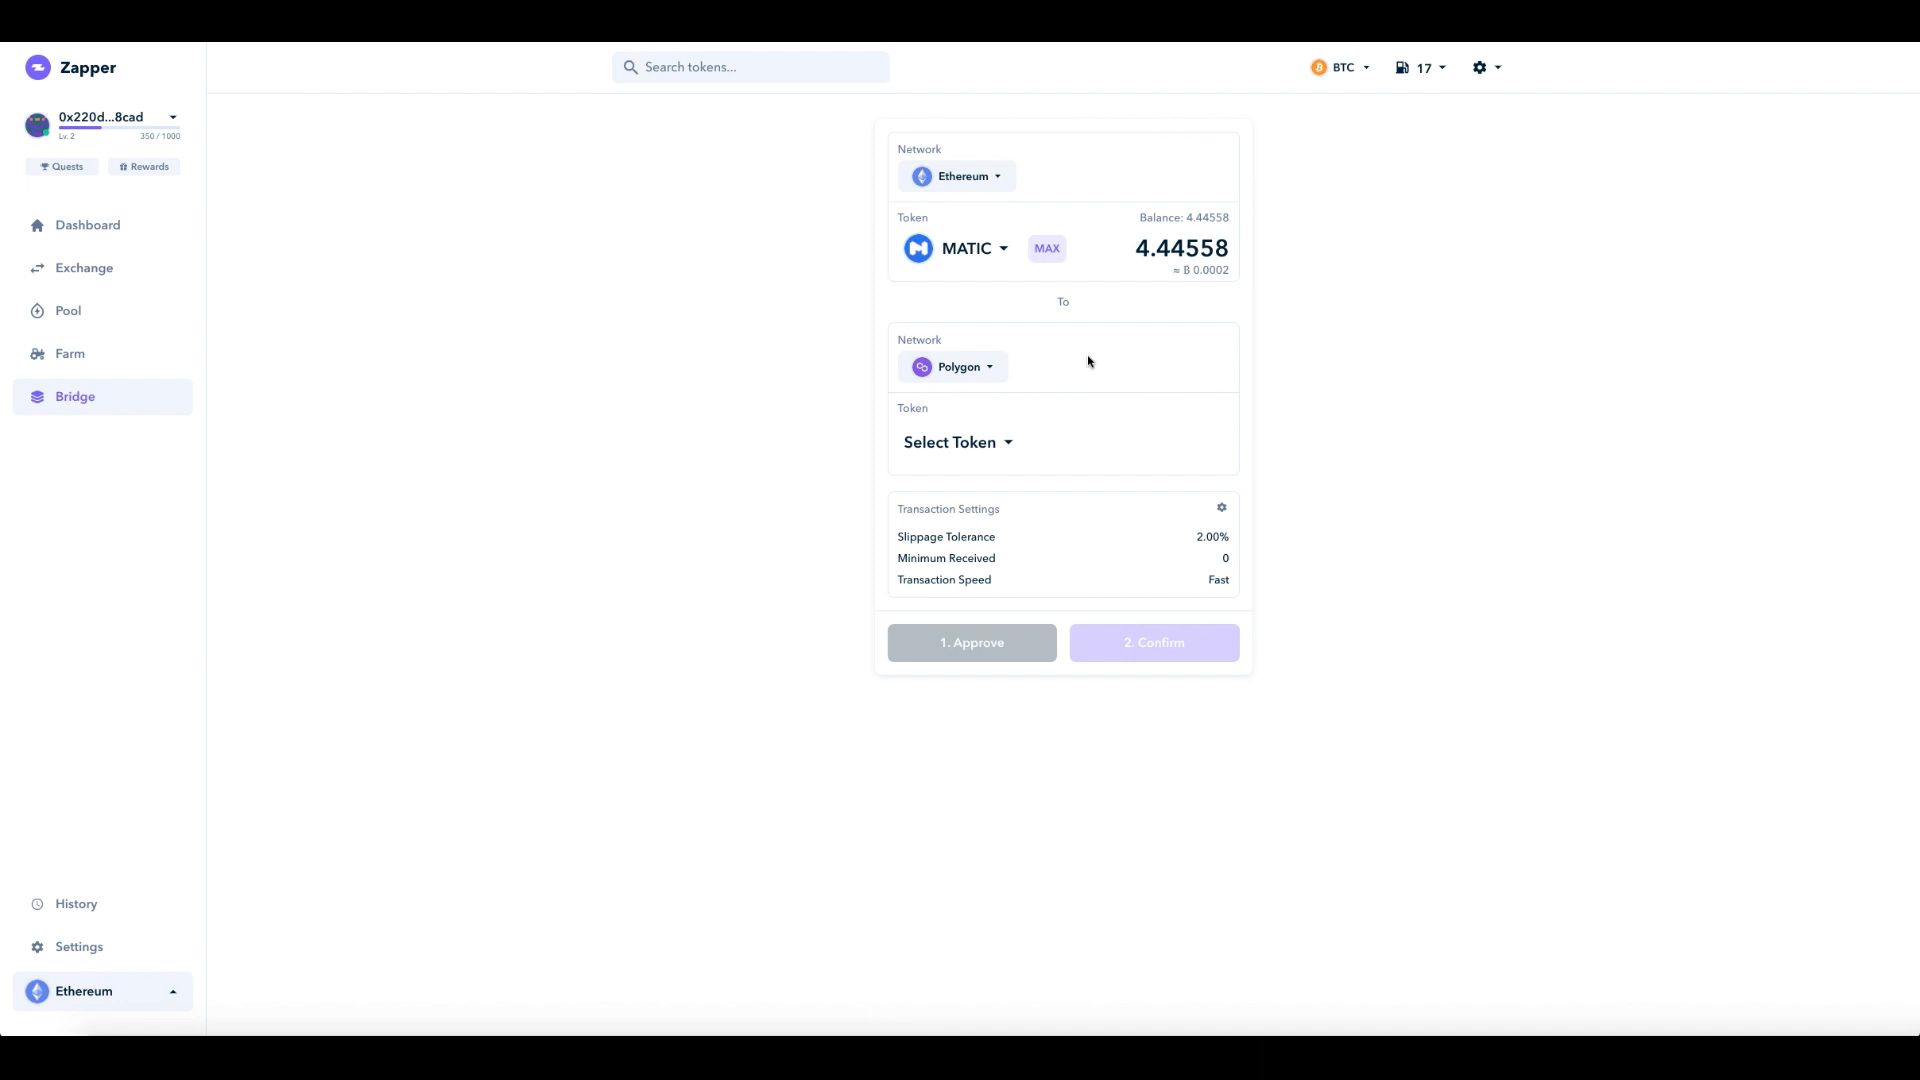 Zapper
Search tokens...
BTC
17
0x220d...8cad
Lv. 2
350 / 1000
Quests
Rewards
Dashboard
Exchange
Pool
Farm
Bridge
History
Settings
Ethereum
Network
Ethereum
Token
Balance: 4.44558
MATIC
MAX
4.44558
≈ B 0.0002
To
Network
Polygon
Token
Select Token
Transaction Settings
Slippage Tolerance 2.00%
Minimum Received 0
Transaction Speed Fast
1. Approve
2. Confirm